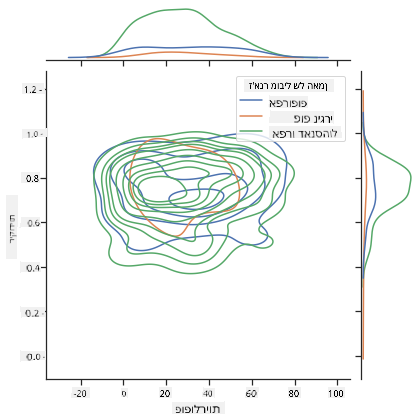 ז'אנר מוביל של האמן
אפרופופ
פופ ניגרי
אפרו דאנסהול
1.2
1.0
0.8
0.6
0.4
0.2
0.0
ריקודיות
-20 0 20 40 60 80 100
פופולריות